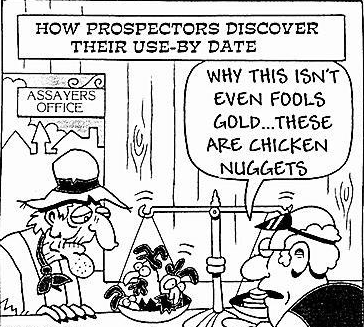 HOW PROSPECTORS DISCOVER
THEIR USE-BY DATE
ASSAYERS
OFFICE
WHY THIS ISN'T
EVEN FOOLS
GOLD...THESE
ARE CHICKEN
NUGGETS